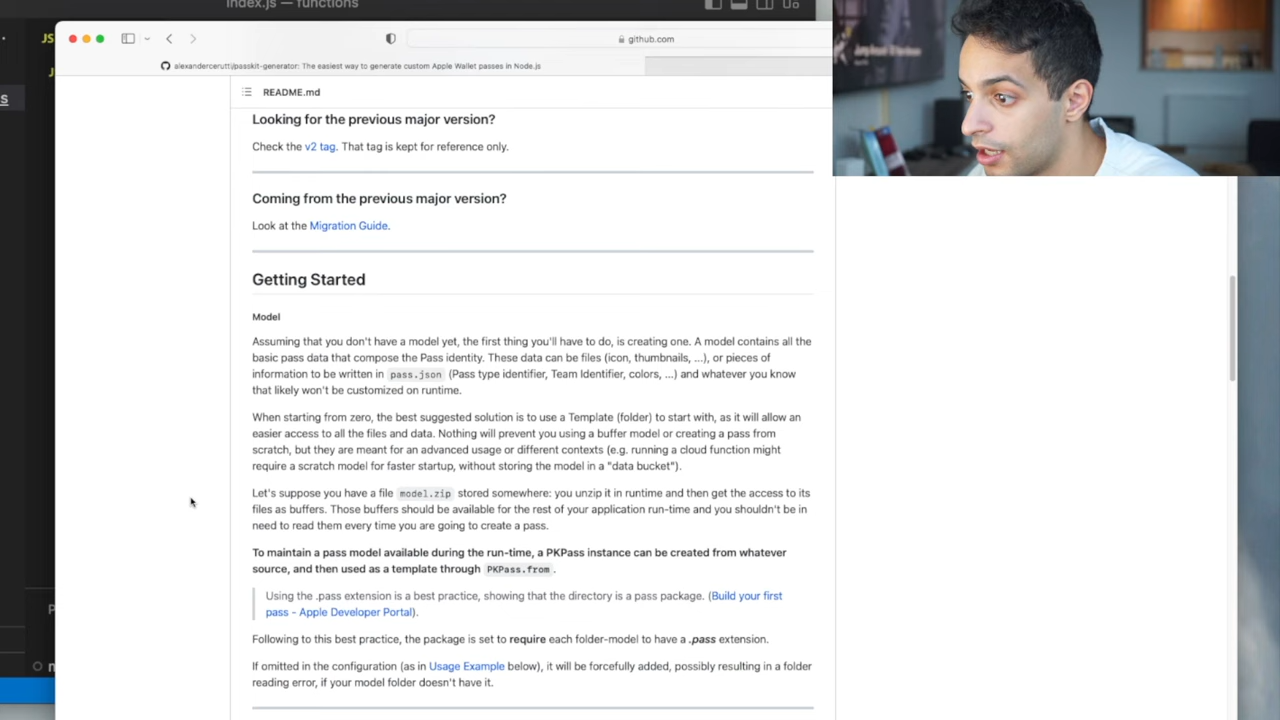 index.js — functions
JS
github.com
alexandercerutti/passkit-generator: The easiest way to generate custom Apple Wallet passes in Node.js
s
README.md
Looking for the previous major version?
Check the v2 tag. That tag is kept for reference only.
Coming from the previous major version?
Look at the Migration Guide.
Getting Started
Model
Assuming that you don't have a model yet, the first thing you'll have to do, is creating one. A model contains all the
basic pass data that compose the Pass identity. These data can be files (icon, thumbnails, ...), or pieces of
information to be written in pass.json (Pass type identifier, Team Identifier, colors, ...) and whatever you know
that likely won't be customized on runtime.
When starting from zero, the best suggested solution is to use a Template (folder) to start with, as it will allow an
easier access to all the files and data. Nothing will prevent you using a buffer model or creating a pass from
scratch, but they are meant for an advanced usage or different contexts (e.g. running a cloud function might
require a scratch model for faster startup, without storing the model in a "data bucket").
Let's suppose you have a file model.zip stored somewhere: you unzip it in runtime and then get the access to its
files as buffers. Those buffers should be available for the rest of your application run-time and you shouldn't be in
need to read them every time you are going to create a pass.
To maintain a pass model available during the run-time, a PKPass instance can be created from whatever
source, and then used as a template through PKPass.from.
Using the .pass extension is a best practice, showing that the directory is a pass package. (Build your first
pass - Apple Developer Portal).
Following to this best practice, the package is set to require each folder-model to have a .pass extension.
If omitted in the configuration (as in Usage Example below), it will be forcefully added, possibly resulting in a folder
reading error, if your model folder doesn't have it.